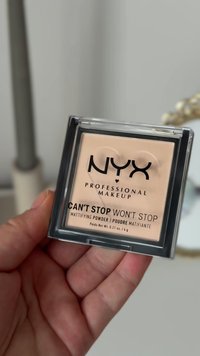 NYX
PROFESSIONAL
MAKEUP
CAN'T STOP WON'T STOP
MATTIFYING POWDER / POUDRE MATIFIANTE